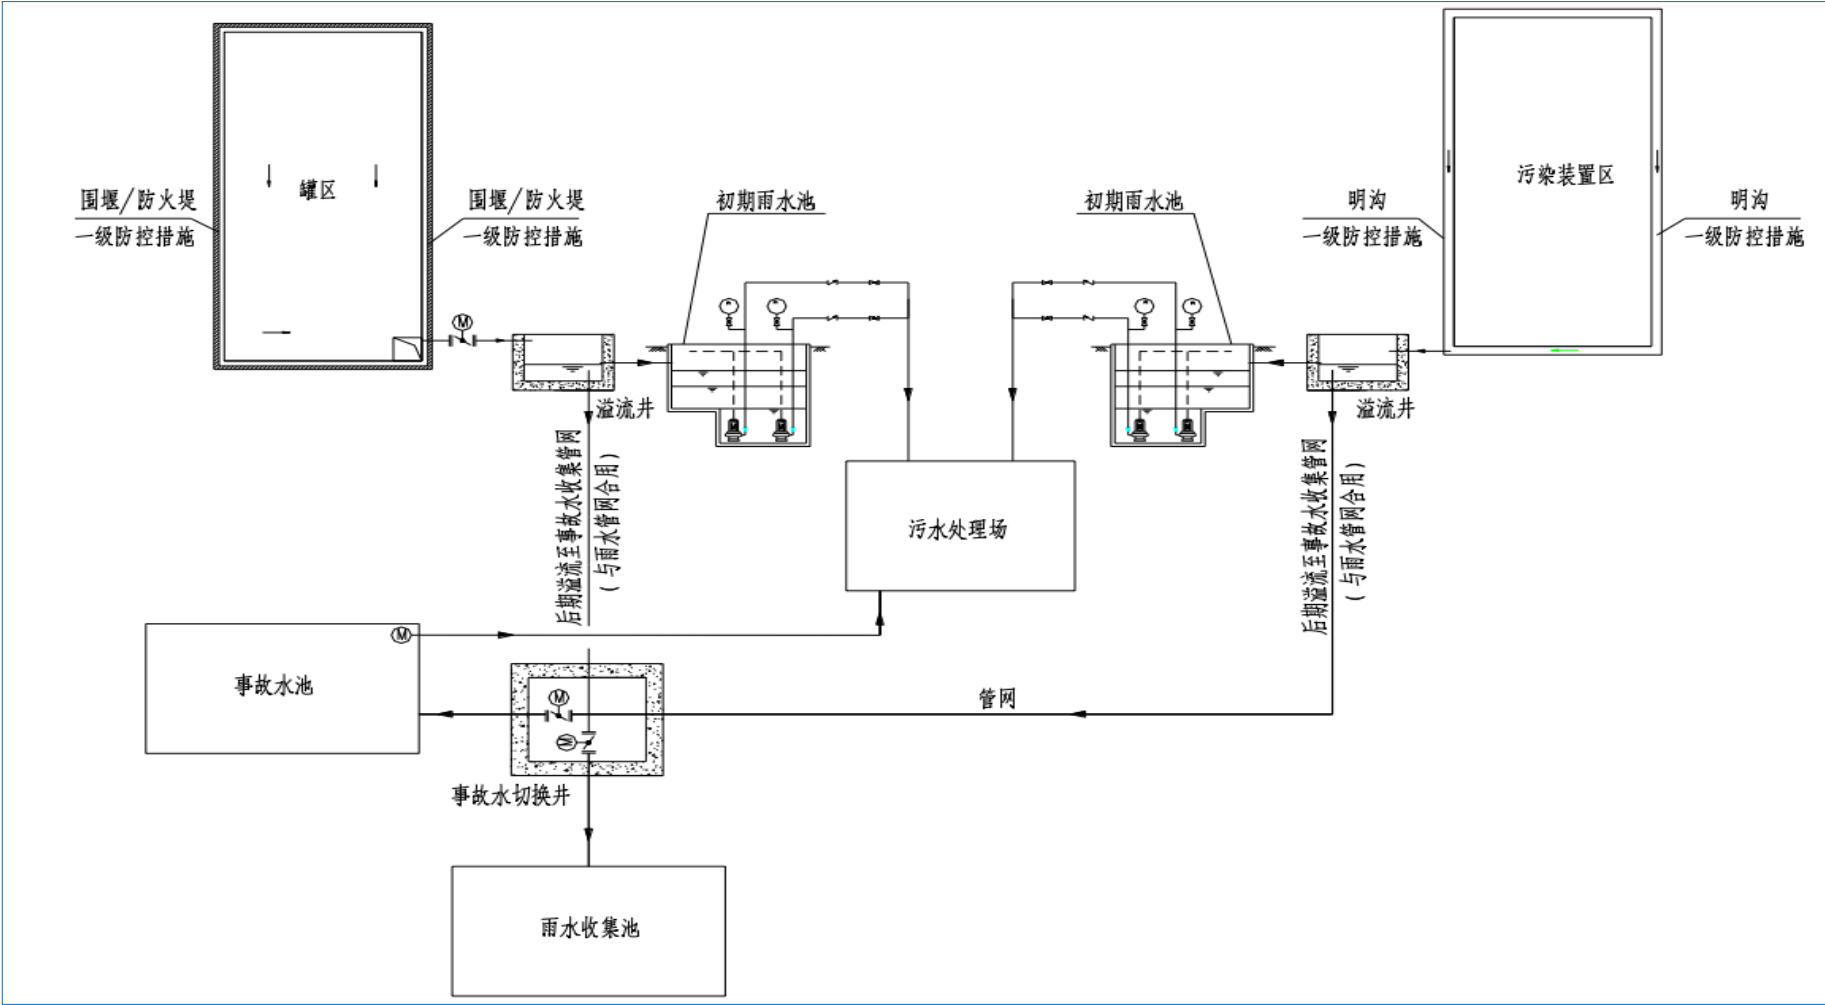 罐区
围堰/防火堤
一级防控措施
围堰/防火堤
一级防控措施
初期雨水池
初期雨水池
污染装置区
明沟
一级防控措施
明沟
一级防控措施
M
溢流井
溢流井
后期溢流至事故水收集管网
(与雨水管网合用)
后期溢流至事故水收集管网
(与雨水管网合用)
污水处理场
M
事故水池
M
M
管网
事故水切换井
雨水收集池